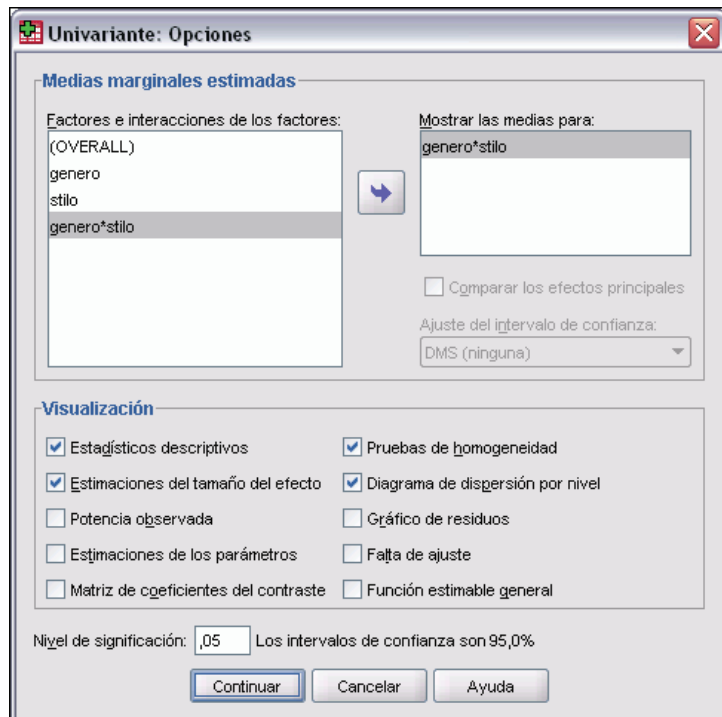 Univariante: Opciones
Medias marginales estimadas
Factores e interacciones de los factores:
(OVERALL)
genero
stilo
genero*stilo
Mostrar las medias para:
genero*stilo
Comparar los efectos principales
Ajuste del intervalo de confianza:
DMS (ninguna)
Visualización
Estadísticos descriptivos
Pruebas de homogeneidad
Estimaciones del tamaño del efecto
Diagrama de dispersión por nivel
Potencia observada
Gráfico de residuos
Estimaciones de los parámetros
Falta de ajuste
Matriz de coeficientes del contraste
Función estimable general
Nivel de significación: ,05 Los intervalos de confianza son 95,0%
Continuar
Cancelar
Ayuda